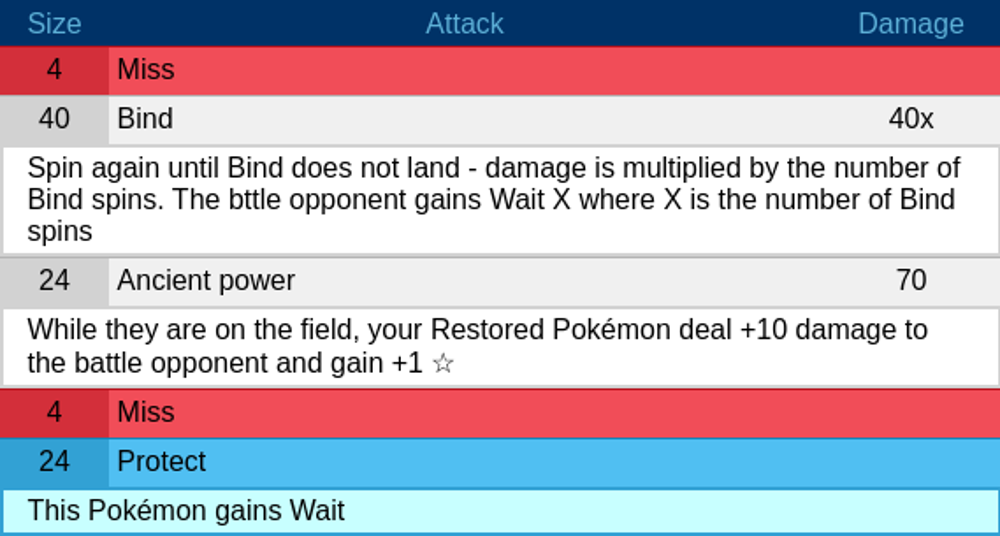 Size Attack Damage
4 Miss
40 Bind 40x
Spin again until Bind does not land - damage is multiplied by the number of
Bind spins. The bttle opponent gains Wait X where X is the number of Bind
spins
24 Ancient power 70
While they are on the field, your Restored Pokémon deal +10 damage to
the battle opponent and gain +1 ☆
4 Miss
24 Protect
This Pokémon gains Wait